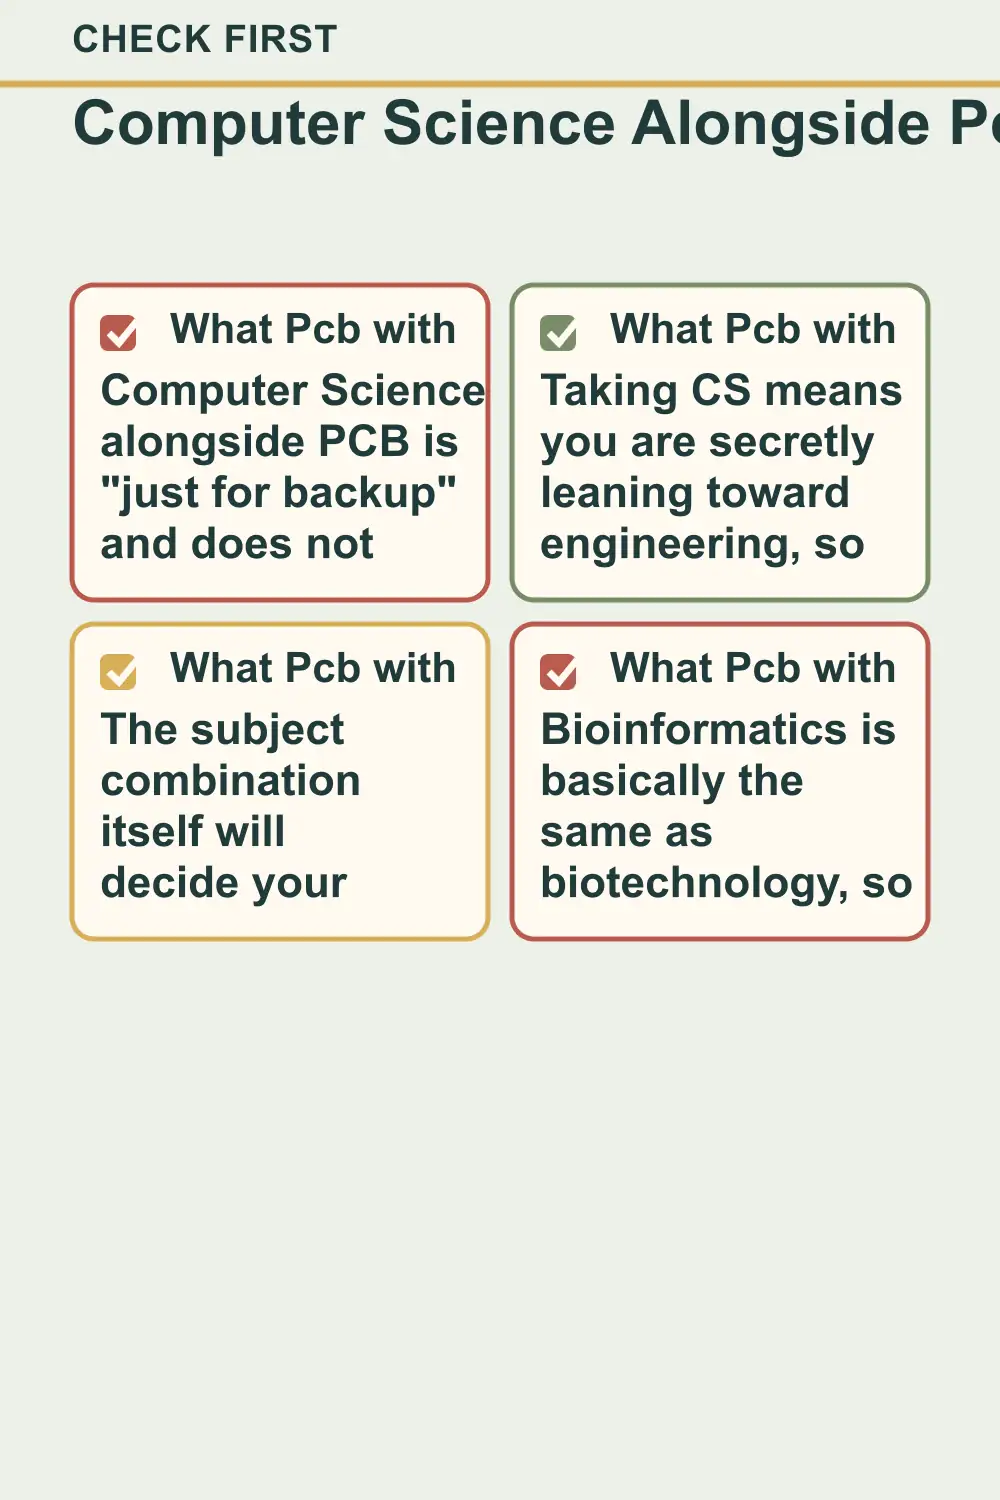 CHECK FIRST
Computer Science Alongside
What Pcb with
Computer Science
alongside PCB is
"just for backup"
and does not
What Pcb with
Taking CS means
you are secretly
leaning toward
engineering, so
What Pcb with
The subject
combination
itself will
decide your
What Pcb with
Bioinformatics is
basically the
same as
biotechnology, so